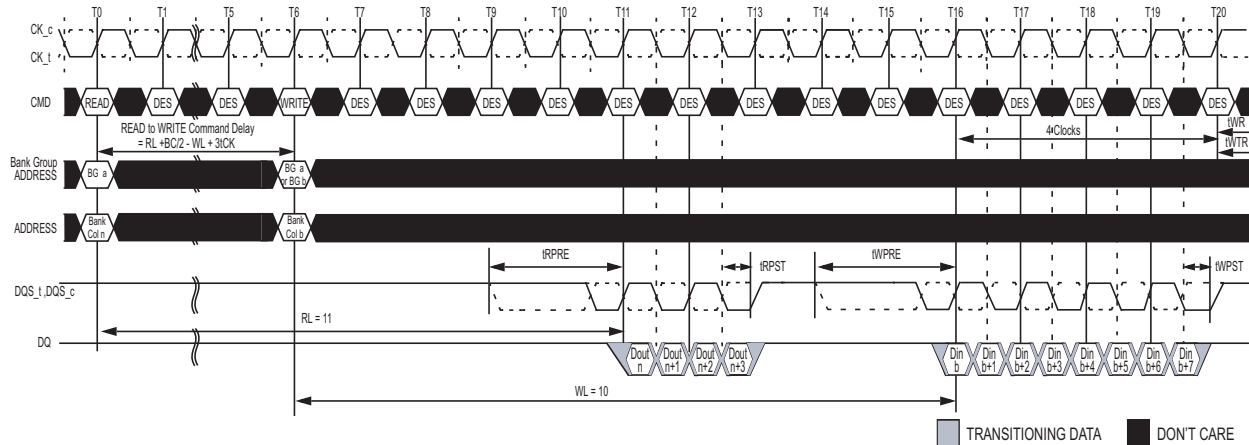 T0 T1 T5 T6 T7 T8 T9 T10 T11 T12 T13 T14 T15 T16 T17 T18 T19 T20
CK_c
CK_t
CMD READ DES DES WRITE DES DES DES DES DES DES DES DES DES DES DES DES DES DES
READ to WRITE Command Delay
= RL +BC/2 - WL + 3tCK
4 Clocks
tWR
tWTR
Bank Group
ADDRESS
BG a
BG a
or BG b
ADDRESS
Bank
Col n
Bank
Col b
tRPRE
tRPST
tWPRE
tWPST
DQS_t ,DQS_c
RL = 11
DQ
Dout
n
Dout
n+1
Dout
n+2
Dout
n+3
Din
b
Din
b+1
Din
b+2
Din
b+3
Din
b+4
Din
b+5
Din
b+6
Din
b+7
WL = 10
TRANSITIONING DATA
DON'T CARE